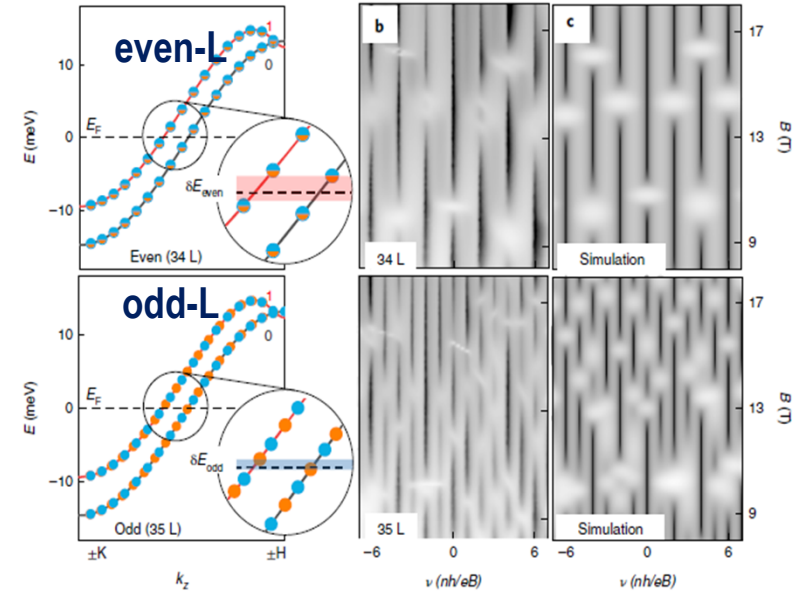 even-L
1
0
10
0
−10
E (meV)
E_F
δE_even
Even (34 L)
odd-L
1
0
10
0
−10
E (meV)
E_F
δE_odd
Odd (35 L)
±K
±H
k_z
b
34 L
35 L
−6
0
6
ν (nh/eB)
c
Simulation
17
13
9
B (T)
Simulation
17
13
9
B (T)
−6
0
6
ν (nh/eB)